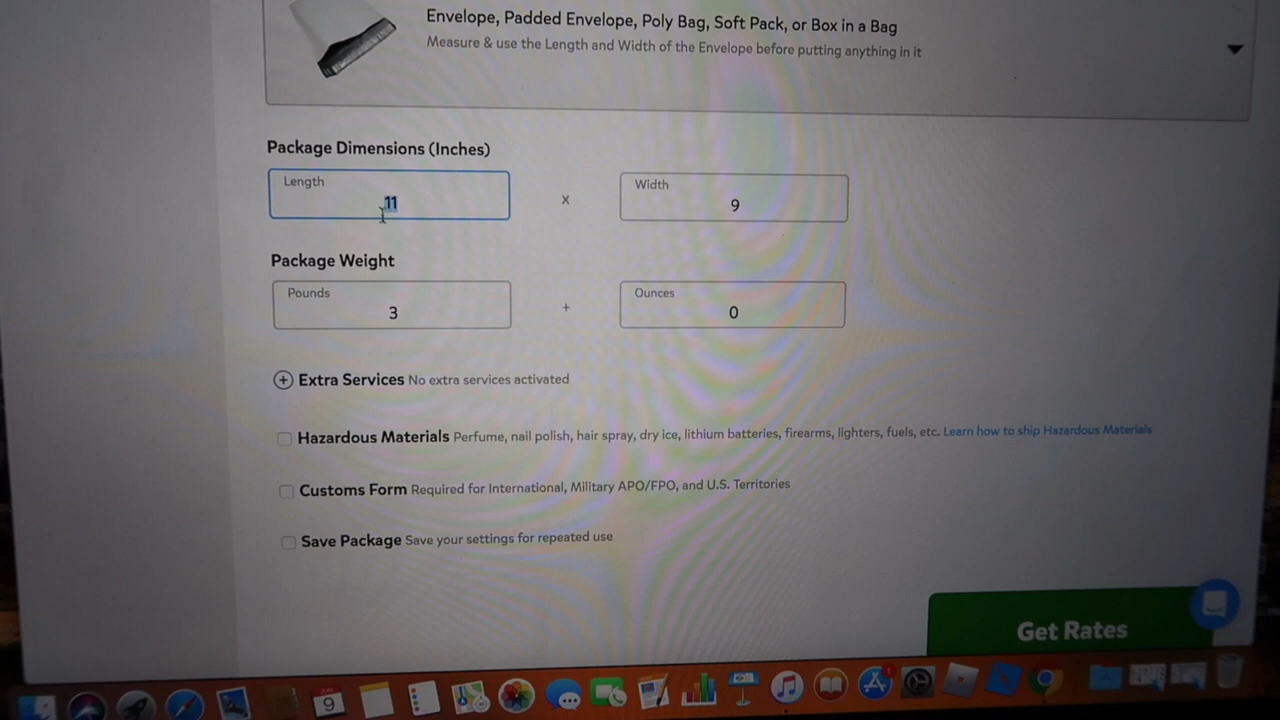 Envelope, Padded Envelope, Poly Bag, Soft Pack, or Box in a Bag
Measure & use the Length and Width of the Envelope before putting anything in it
Package Dimensions (Inches)
Length
11
x
Width
9
Package Weight
Pounds
3
+
Ounces
0
Extra Services No extra services activated
Hazardous Materials Perfume, nail polish, hair spray, dry ice, lithium batteries, firearms, lighters, fuels, etc. Learn how to ship Hazardous Materials
Customs Form Required for International, Military APO/FPO, and U.S. Territories
Save Package Save your settings for repeated use
Get Rates
JUN
9
1